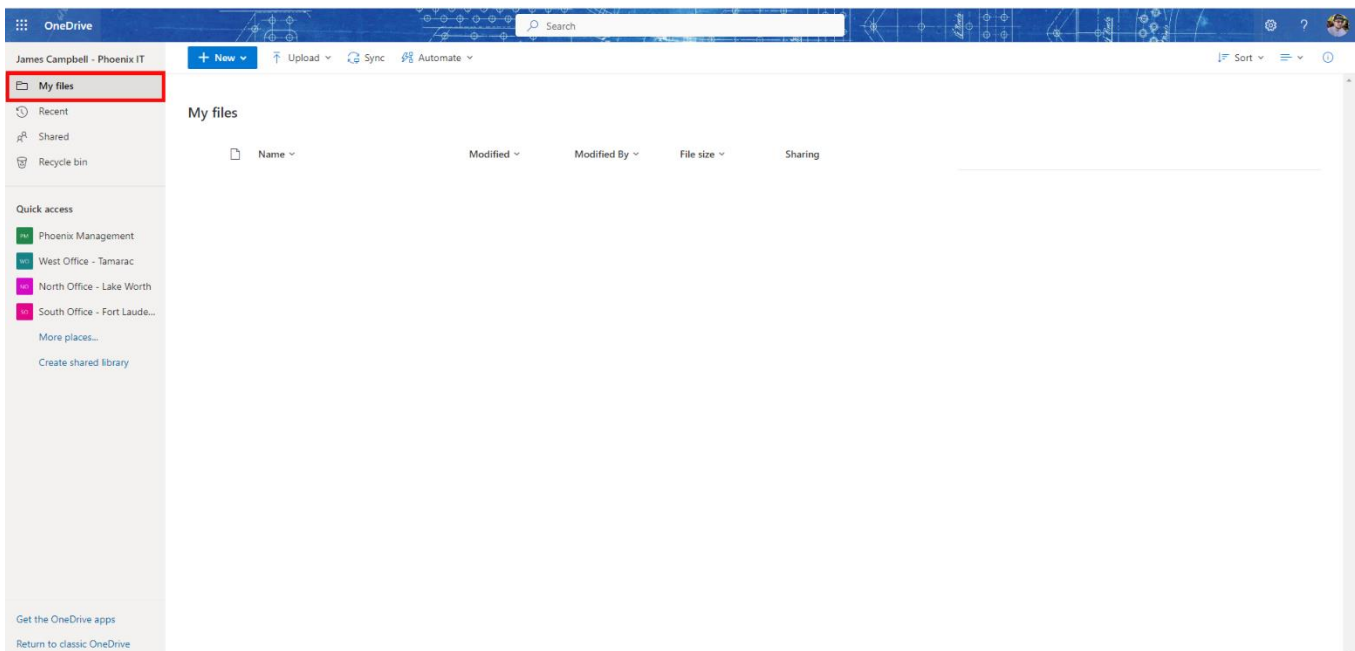 OneDrive
Search
?
James Campbell - Phoenix IT
+ New
Upload
Sync
Automate
Sort
My files
Recent
Shared
Recycle bin
My files
Name
Modified
Modified By
File size
Sharing
Quick access
PM Phoenix Management
WO West Office - Tamarac
NO North Office - Lake Worth
SO South Office - Fort Laude...
More places...
Create shared library
Get the OneDrive apps
Return to classic OneDrive